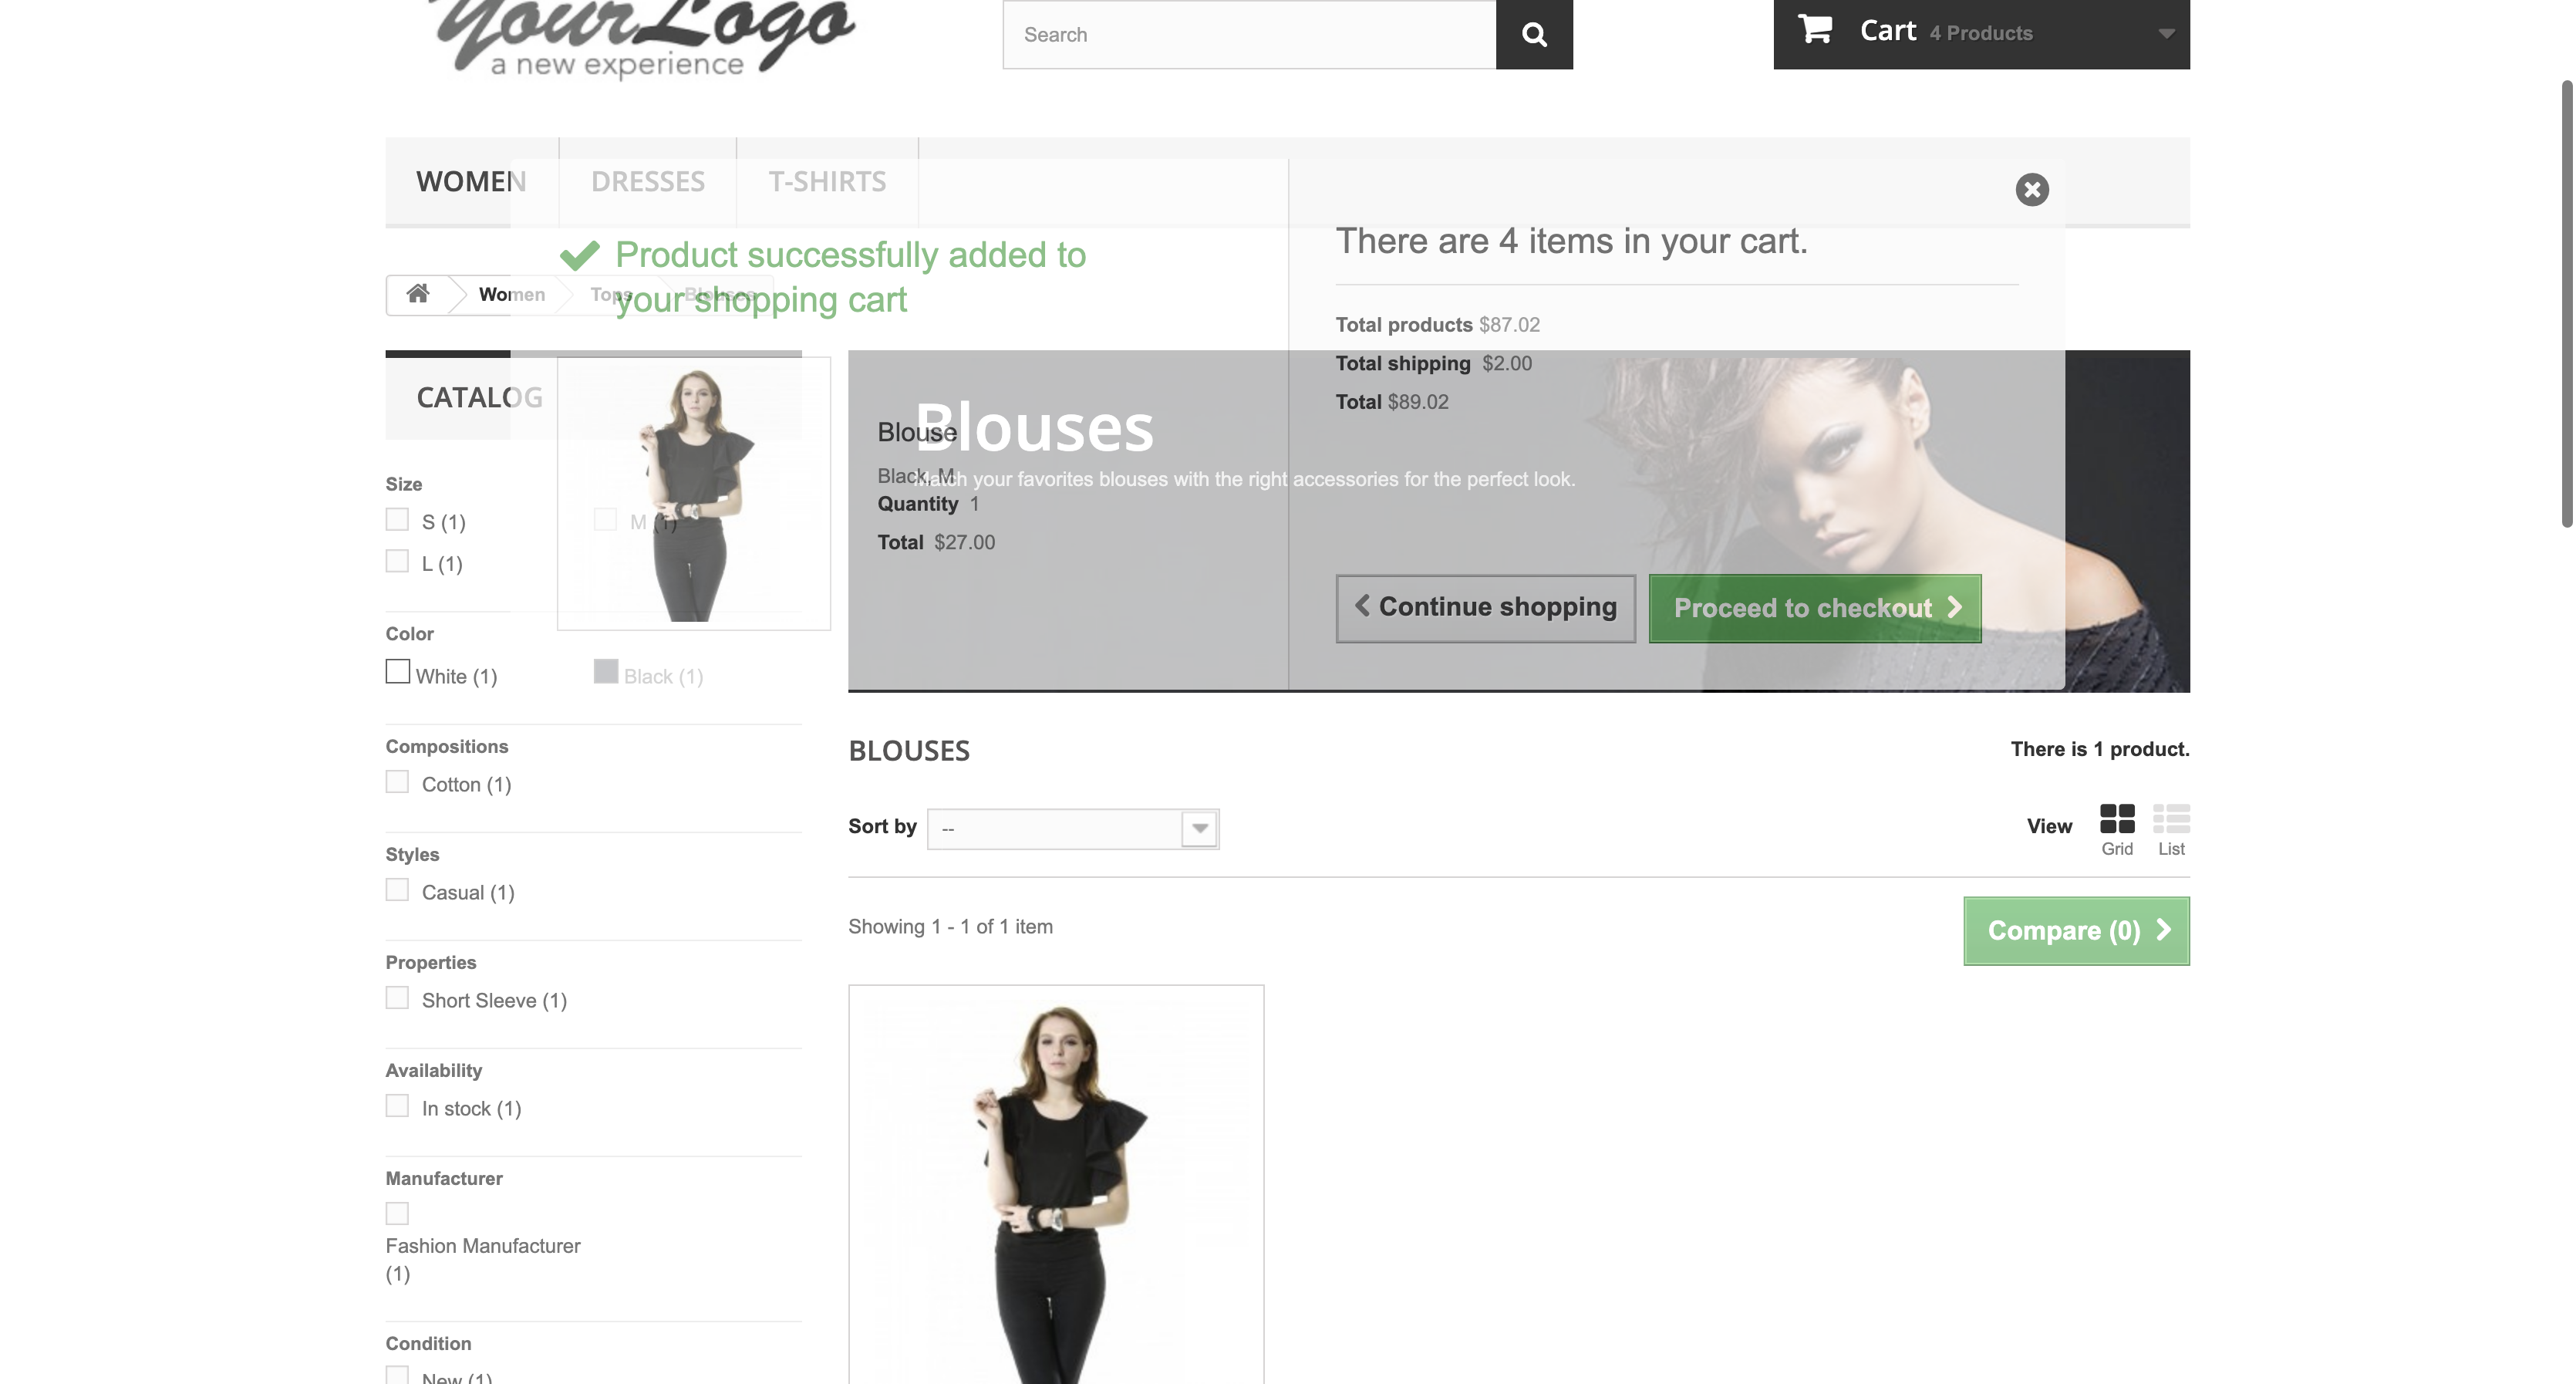 YourLogo
a new experience
Search
Cart 4 Products
WOMEN DRESSES T-SHIRTS
Women Tops Blouses
Product successfully added to
your shopping cart
There are 4 items in your cart.
Total products $87.02
Total shipping $2.00
Total $89.02
CATALOG
Blouses
Match your favorites blouses with the right accessories for the perfect look.
Blouse
Black, M
Quantity 1
Total $27.00
Continue shopping
Proceed to checkout
Size
S (1)
M (1)
L (1)
Color
White (1)
Black (1)
Compositions
Cotton (1)
Styles
Casual (1)
Properties
Short Sleeve (1)
Availability
In stock (1)
Manufacturer
Fashion Manufacturer
(1)
Condition
New (1)
BLOUSES
There is 1 product.
Sort by --
View
Grid
List
Showing 1 - 1 of 1 item
Compare (0)